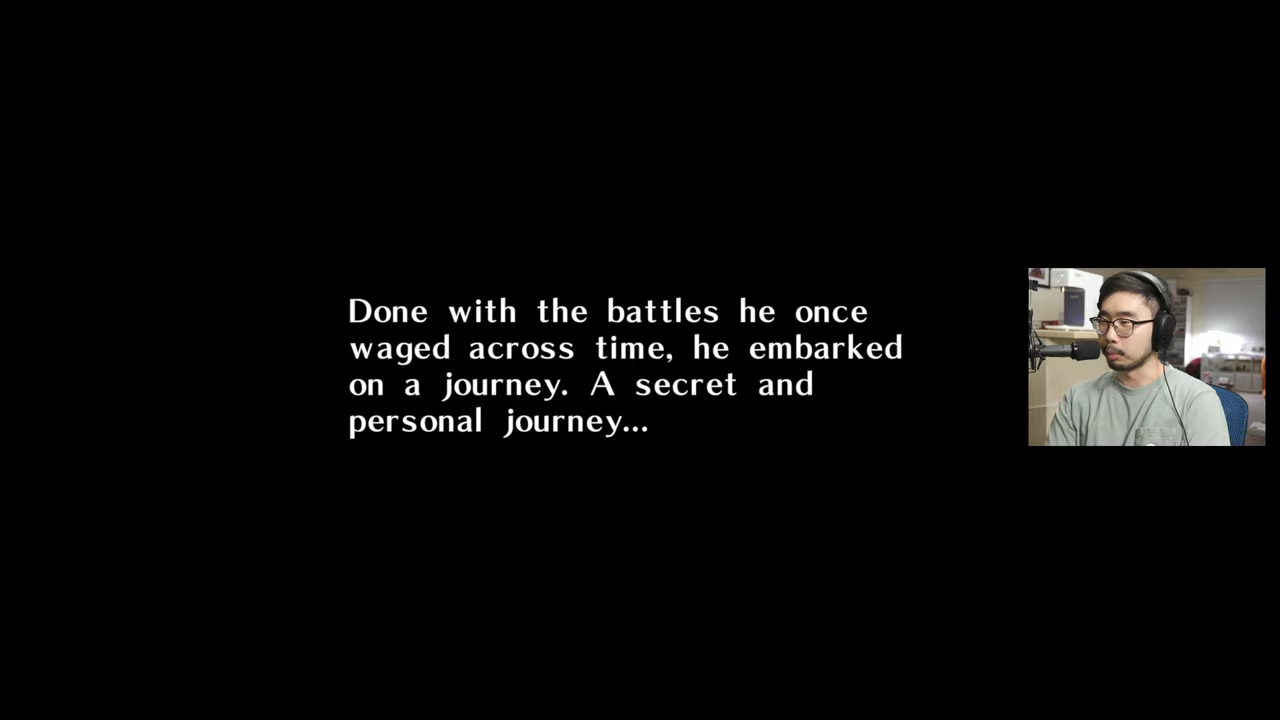 Done with the battles he once
waged across time, he embarked
on a journey. A secret and
personal journey...